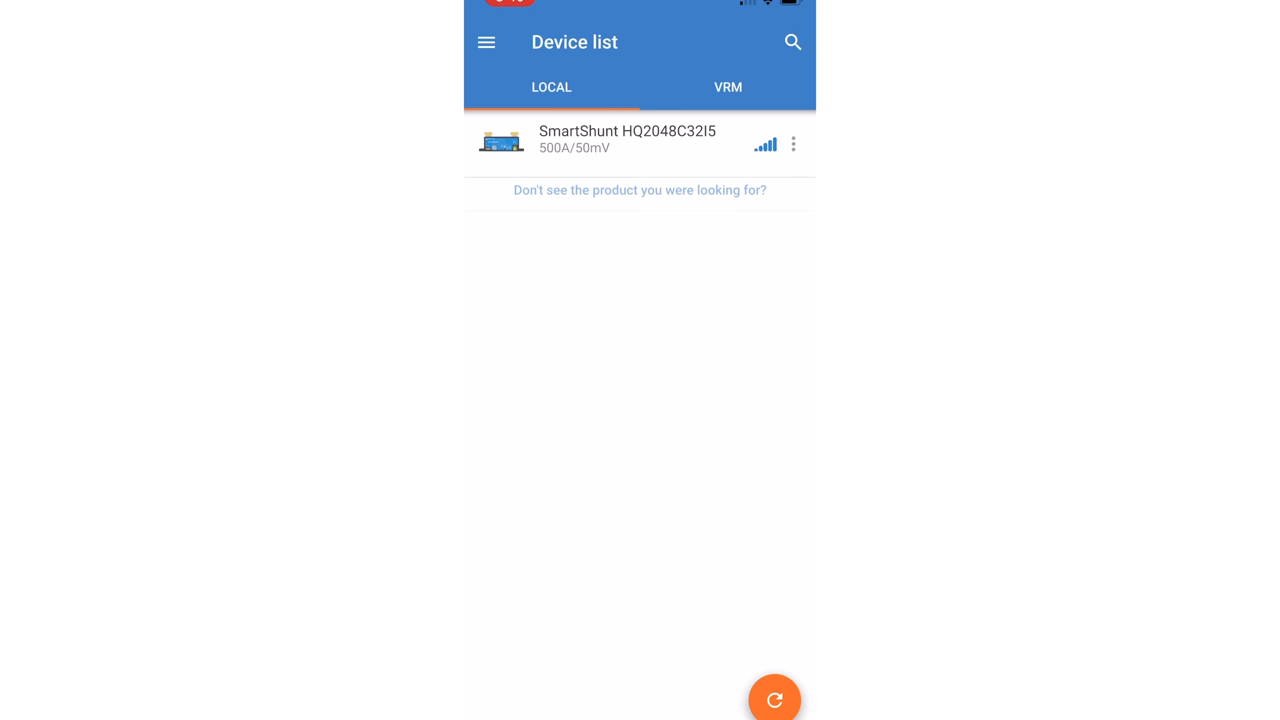 Device list
LOCAL
VRM
SmartShunt HQ2048C32I5
500A/50mV
Don't see the product you were looking for?